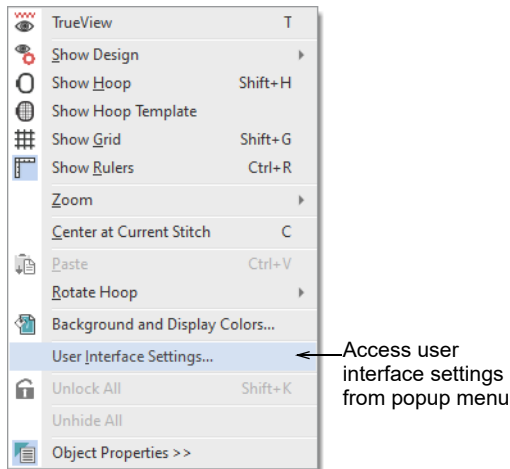 TrueView T
Show Design
Show Hoop Shift+H
Show Hoop Template
Show Grid Shift+G
Show Rulers Ctrl+R
Zoom
Center at Current Stitch C
Paste Ctrl+V
Rotate Hoop
Background and Display Colors...
User Interface Settings...
Unlock All Shift+K
Unhide All
Object Properties >>
Access user
interface settings
from popup menu